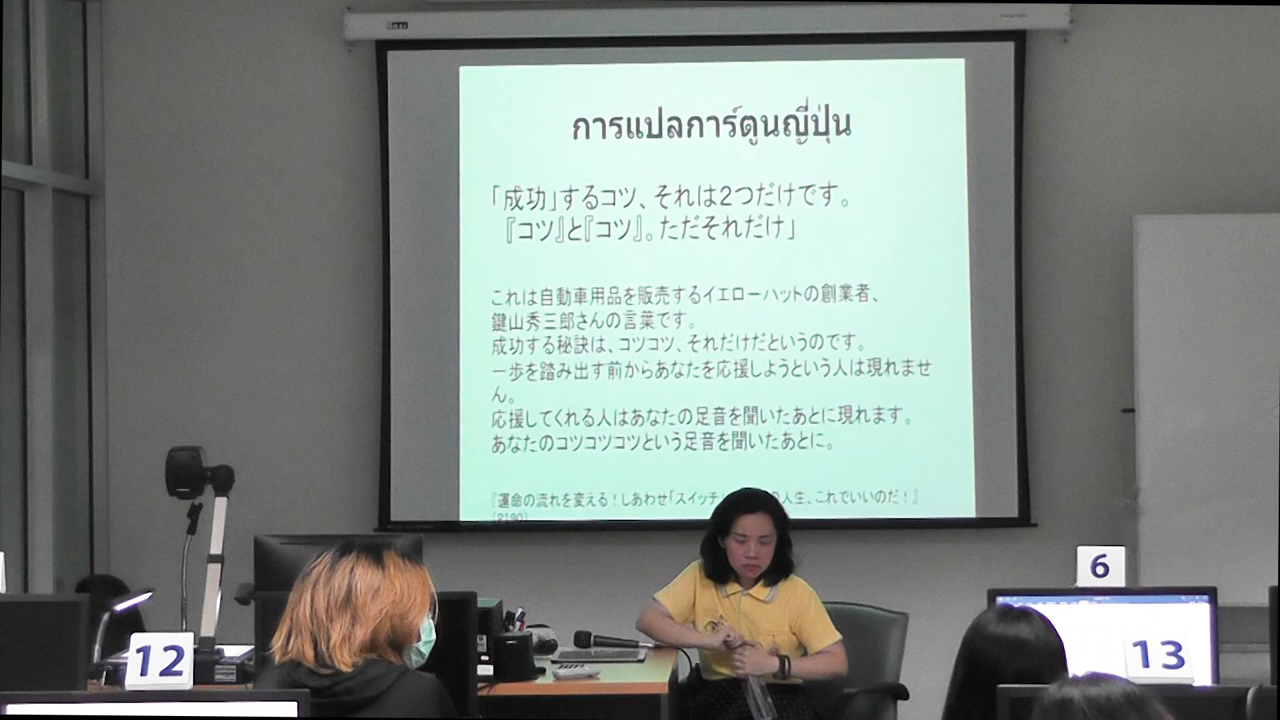 การแปลการ์ตูนญี่ปุ่น
「成功」するコツ、それは2つだけです。
『コツ』と『コツ』。ただそれだけ」
これは自動車用品を販売するイエローハットの創業者、
鍵山秀三郎さんの言葉です。
成功する秘訣は、コツコツ、それだけだというのです。
一歩を踏み出す前からあなたを応援しようという人は現れませ
ん。
応援してくれる人はあなたの足音を聞いたあとに現れます。
あなたのコツコツコツという足音を聞いたあとに。
『運命の流れを変える！しあわせ「スイッチ の人生、これでいいのだ！』
6
12
13